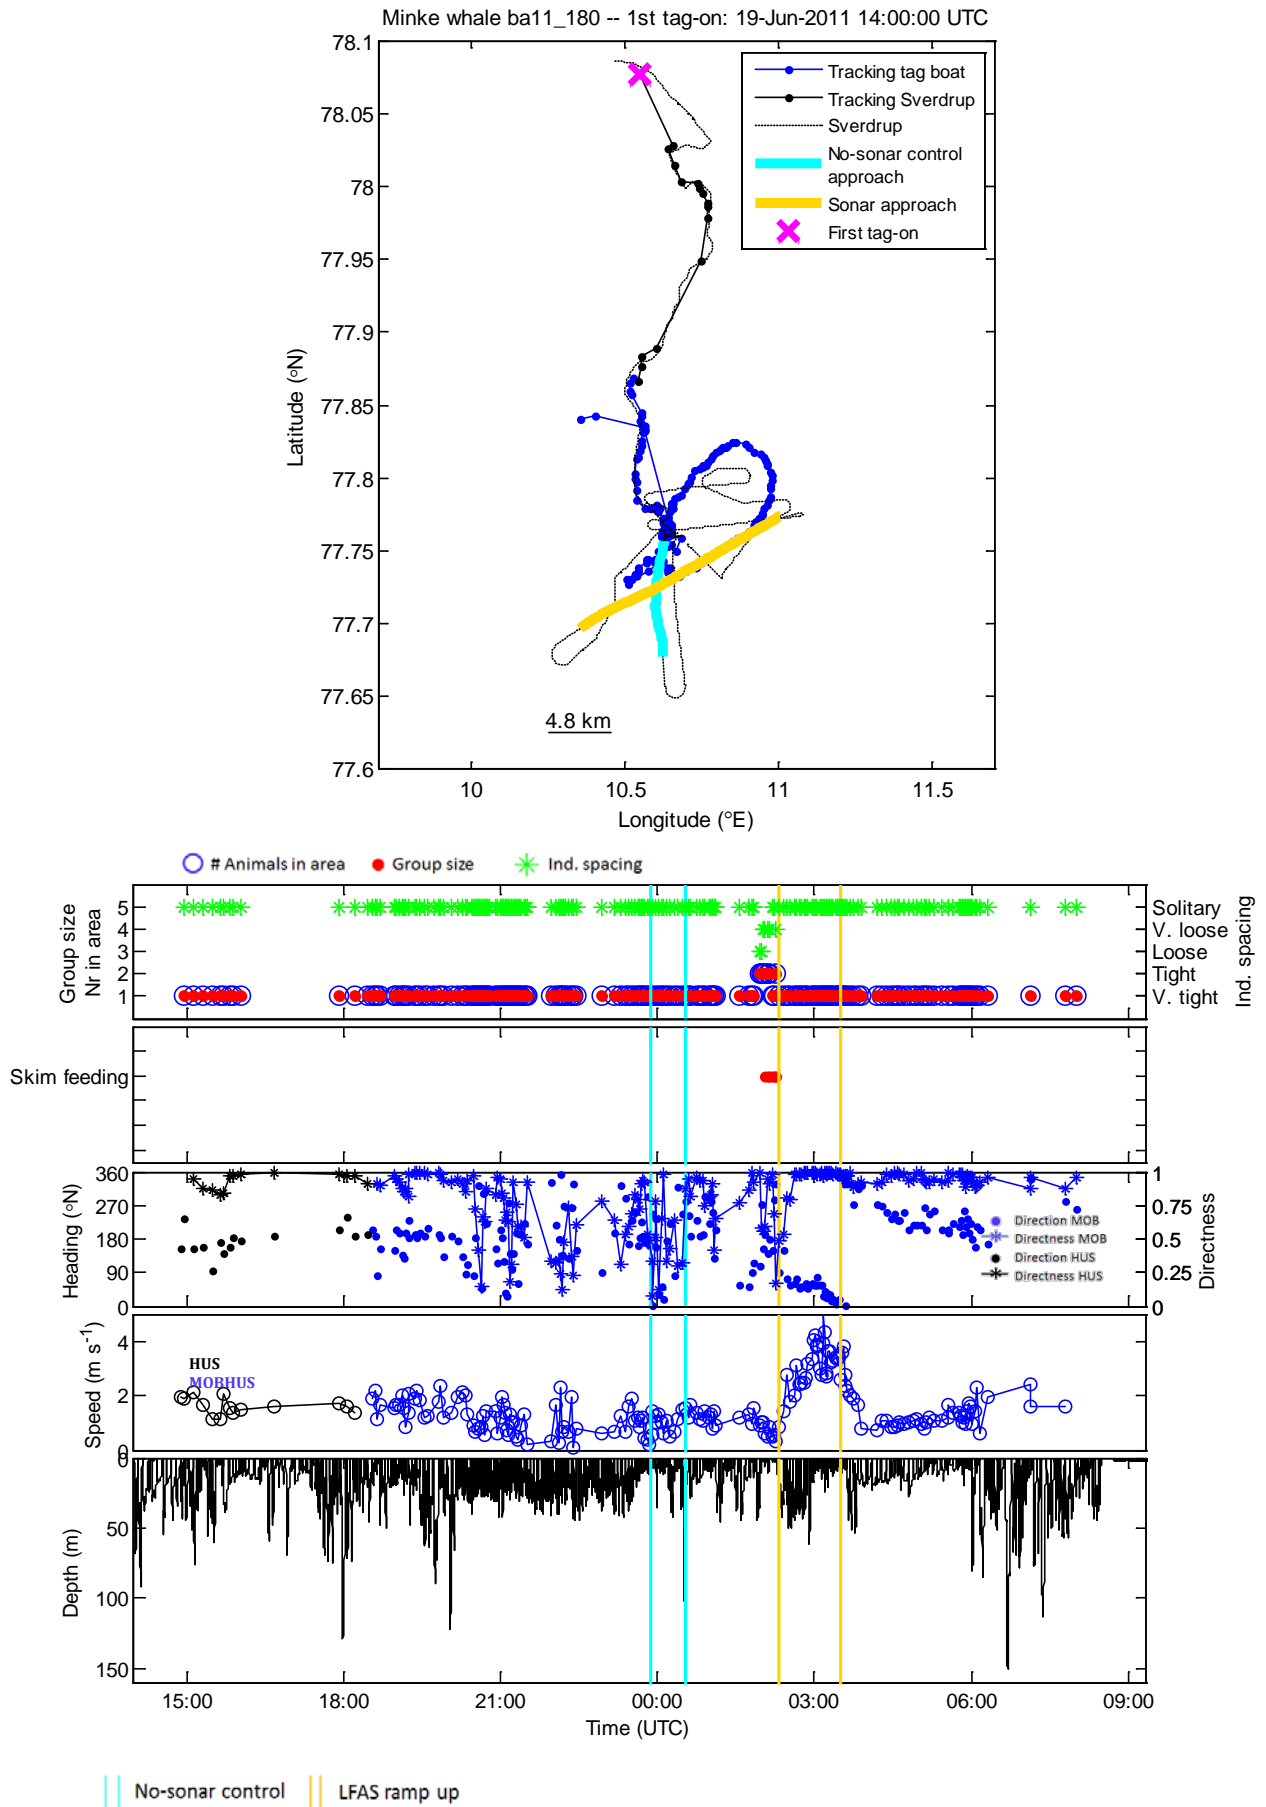 Minke whale ba11_180 -- 1st tag-on: 19-Jun-2011 14:00:00 UTC
78.1
78.05
78
77.95
77.9
77.85
77.8
77.75
77.7
77.65
77.6
Latitude (oN)
Tracking tag boat
Tracking Sverdrup
Sverdrup
No-sonar control
approach
Sonar approach
First tag-on
4.8 km
10 10.5 11 11.5
Longitude (°E)
# Animals in area Group size Ind. spacing
Group size
Nr in area
5
4
3
2
1
Solitary
V. loose
Loose
Tight
V. tight
Ind. spacing
Skim feeding
Heading (oN)
360
270
180
90
0
1
0.75
0.5
0.25
0
Directness
Direction MOB
Directness MOB
Direction HUS
Directness HUS
Speed (m s-1)
4
2
0
HUS
MOBHUS
Depth (m)
0
50
100
150
15:00 18:00 21:00 00:00 03:00 06:00 09:00
Time (UTC)
No-sonar control LFAS ramp up